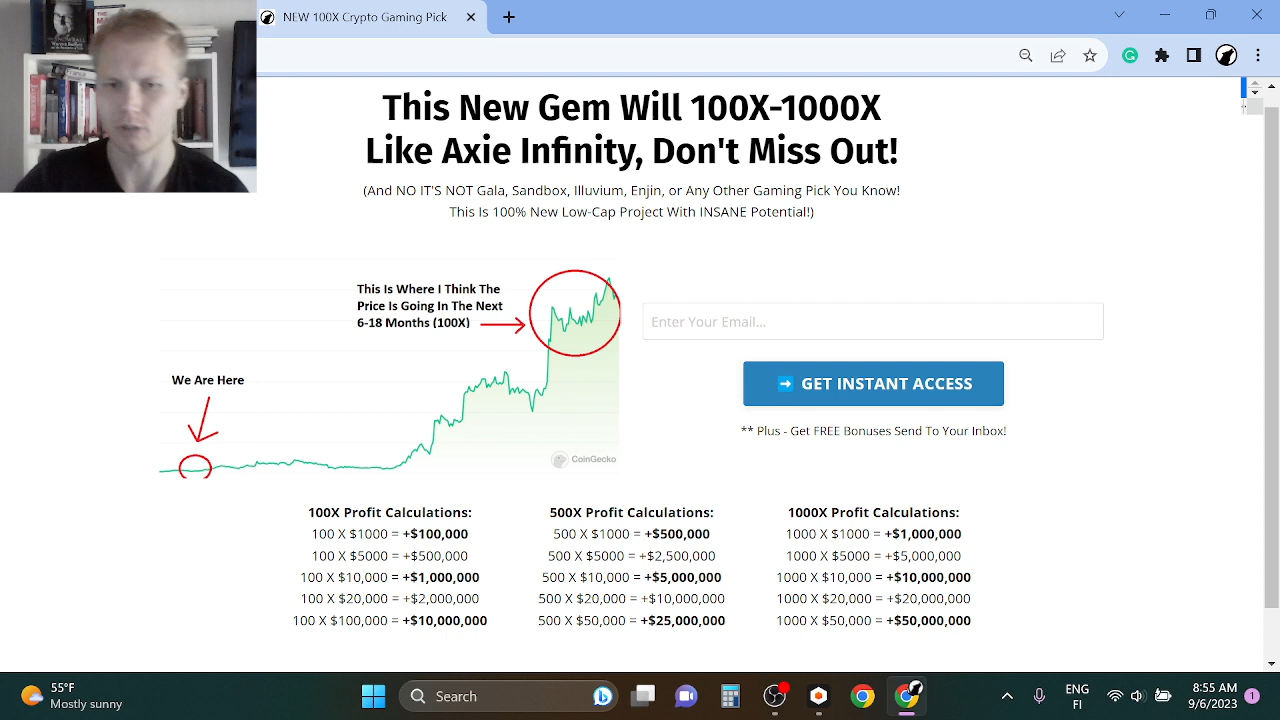 NEW 100X Crypto Gaming Pick
This New Gem Will 100X-1000X
Like Axie Infinity, Don't Miss Out!
(And NO IT'S NOT Gala, Sandbox, Illuvium, Enjin, or Any Other Gaming Pick You Know!
This Is 100% New Low-Cap Project With INSANE Potential!)
This Is Where I Think The
Price Is Going In The Next
6-18 Months (100X)
We Are Here
CoinGecko
Enter Your Email...
GET INSTANT ACCESS
** Plus - Get FREE Bonuses Send To Your Inbox!
100X Profit Calculations:
100 X $1000 = +$100,000
100 X $5000 = +$500,000
100 X $10,000 = +$1,000,000
100 X $20,000 = +$2,000,000
100 X $100,000 = +$10,000,000
500X Profit Calculations:
500 X $1000 = +$500,000
500 X $5000 = +$2,500,000
500 X $10,000 = +$5,000,000
500 X $20,000 = +$10,000,000
500 X $50,000 = +$25,000,000
1000X Profit Calculations:
1000 X $1000 = +$1,000,000
1000 X $5000 = +$5,000,000
1000 X $10,000 = +$10,000,000
1000 X $20,000 = +$20,000,000
1000 X $50,000 = +$50,000,000
55°F
Mostly sunny
Search
ENG
FI
8:55 AM
9/6/2023
1